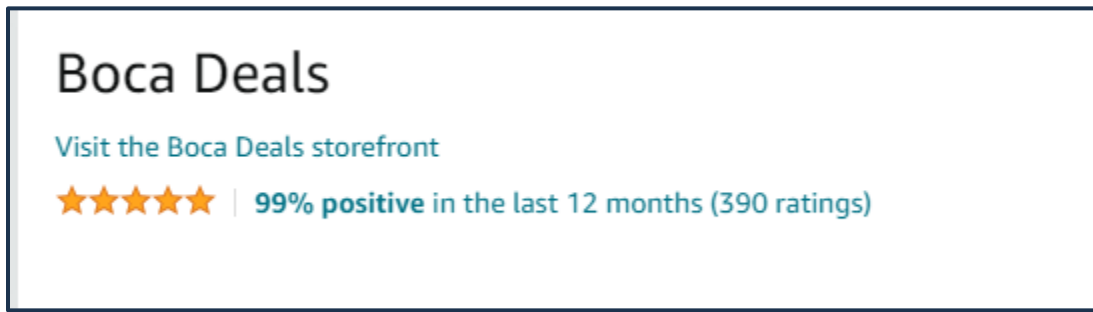 Boca Deals
Visit the Boca Deals storefront
99% positive in the last 12 months (390 ratings)